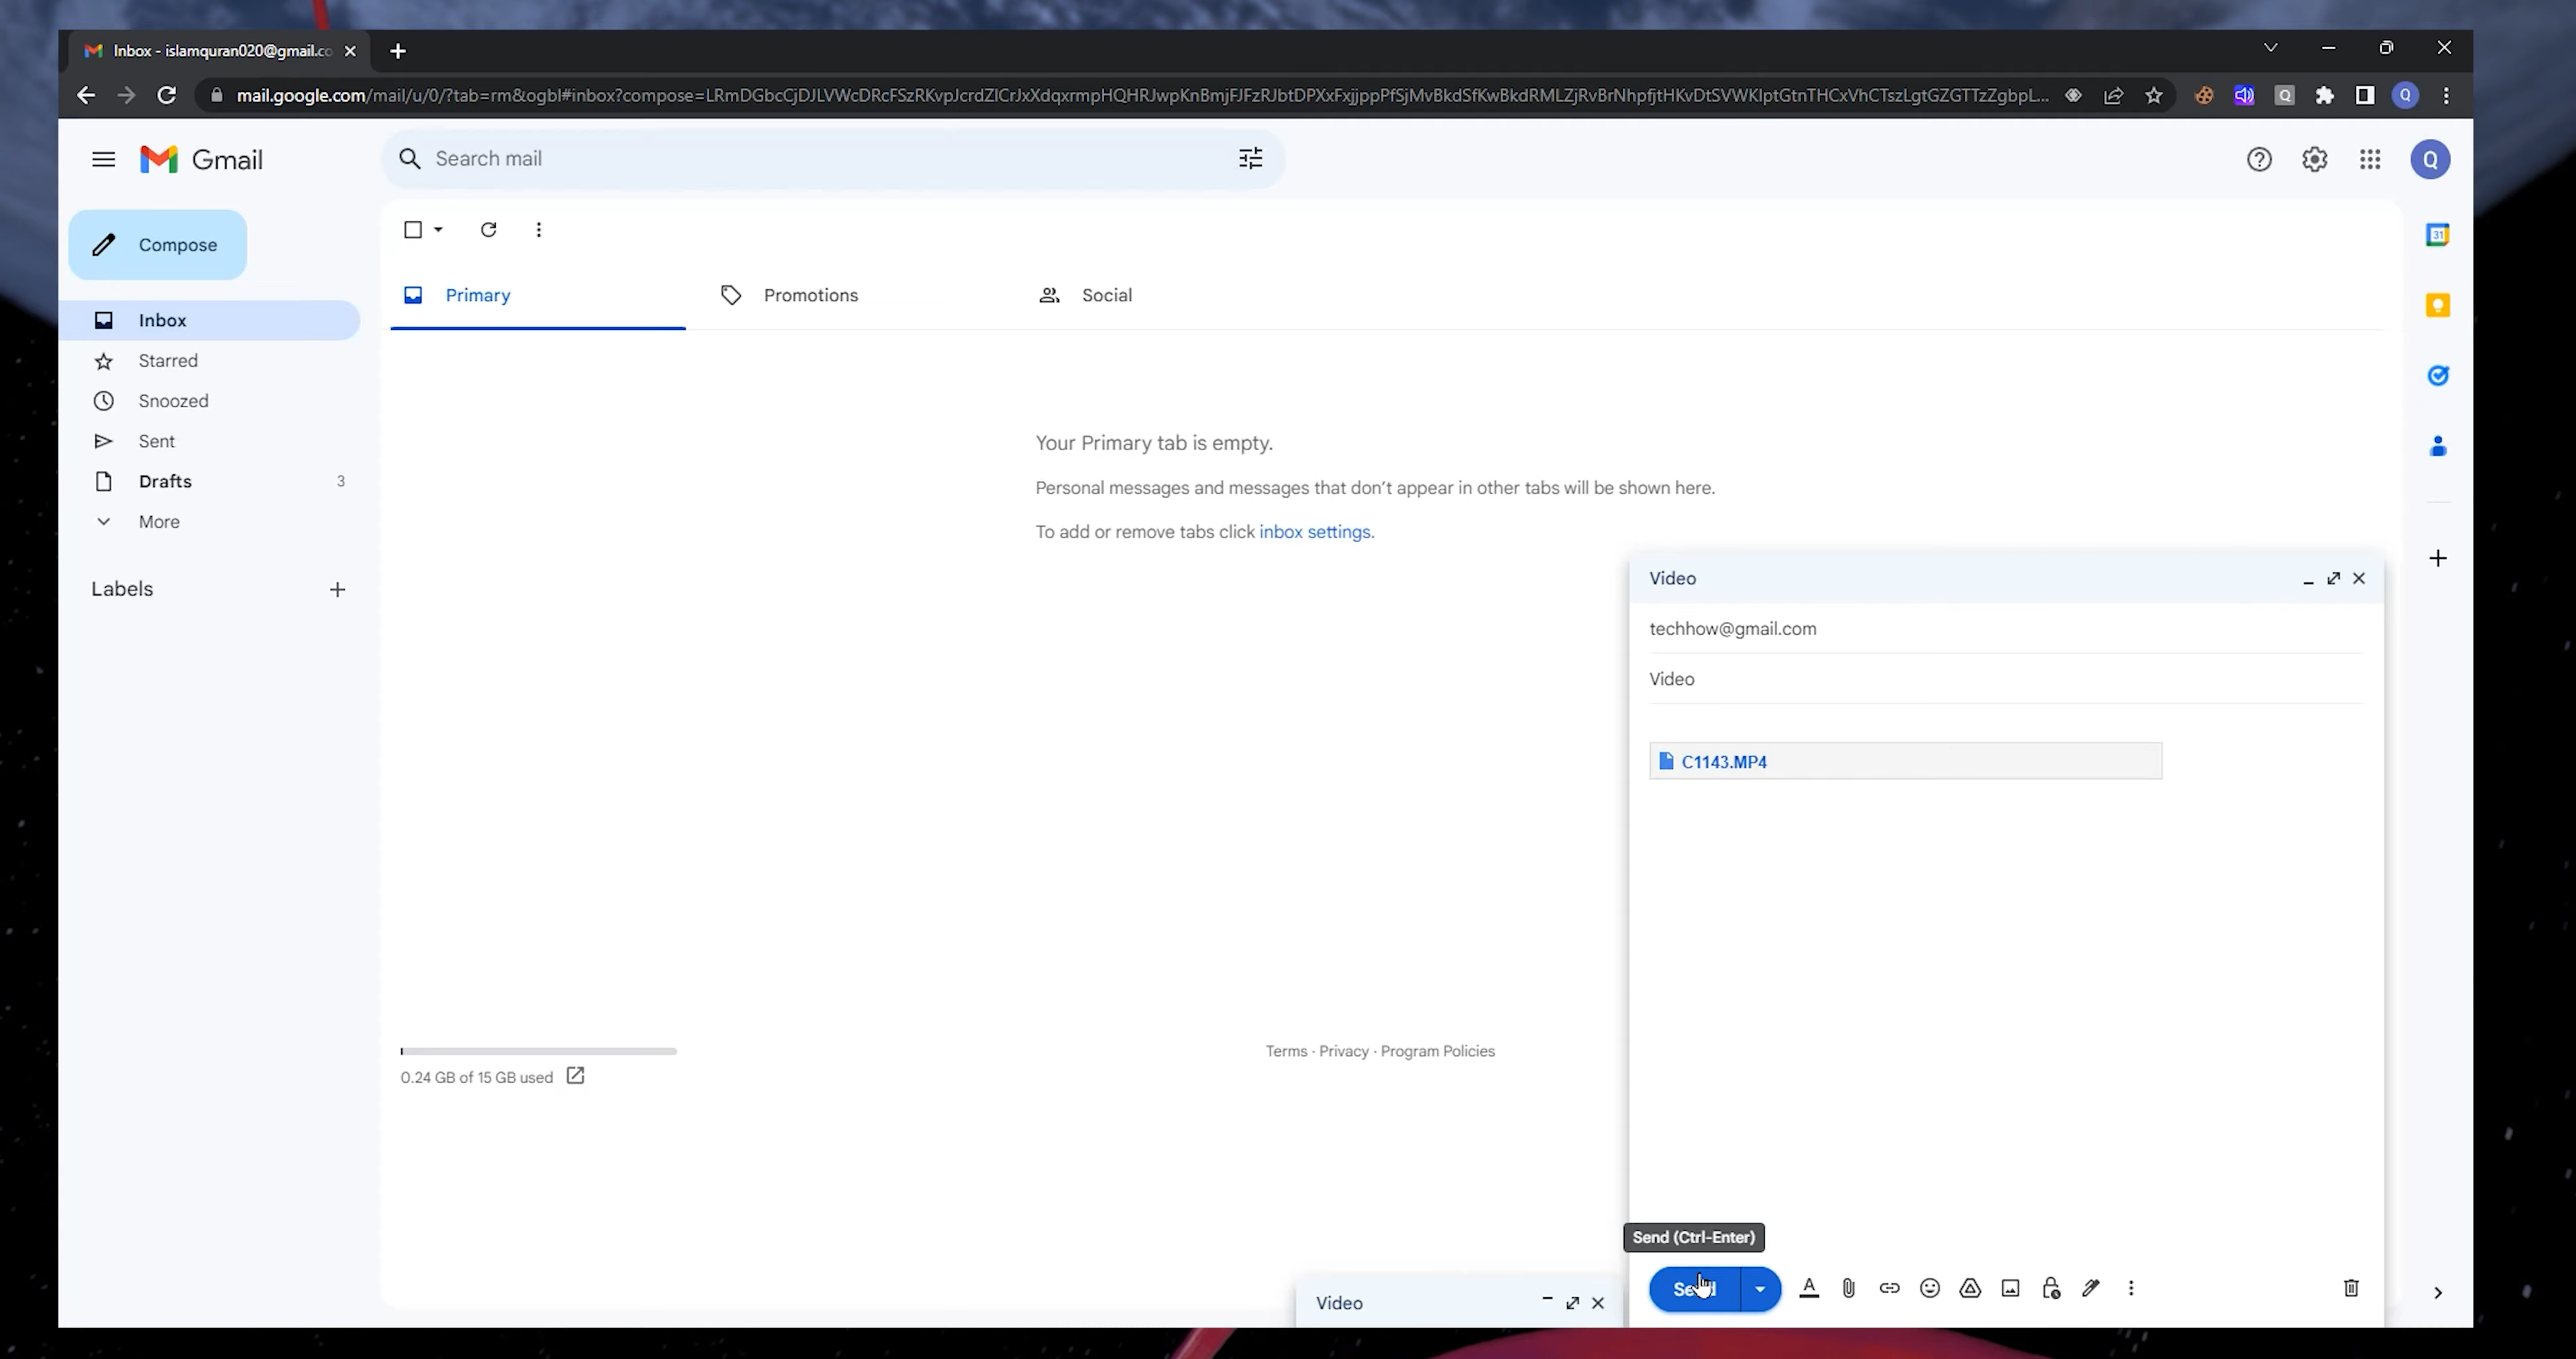 Inbox - islamquran020@gmail.co
mail.google.com/mail/u/0/?tab=rm&ogbl#inbox?compose=
Gmail
Search mail
Q
Compose
Primary
Promotions
Social
Inbox
Starred
Snoozed
Sent
Drafts 3
More
Labels
Your Primary tab is empty.
Personal messages and messages that don't appear in other tabs will be shown here.
To add or remove tabs click inbox settings.
0.24 GB of 15 GB used
Terms · Privacy · Program Policies
Video
techhow@gmail.com
Video
C1143.MP4
Send (Ctrl-Enter)
Send
Video